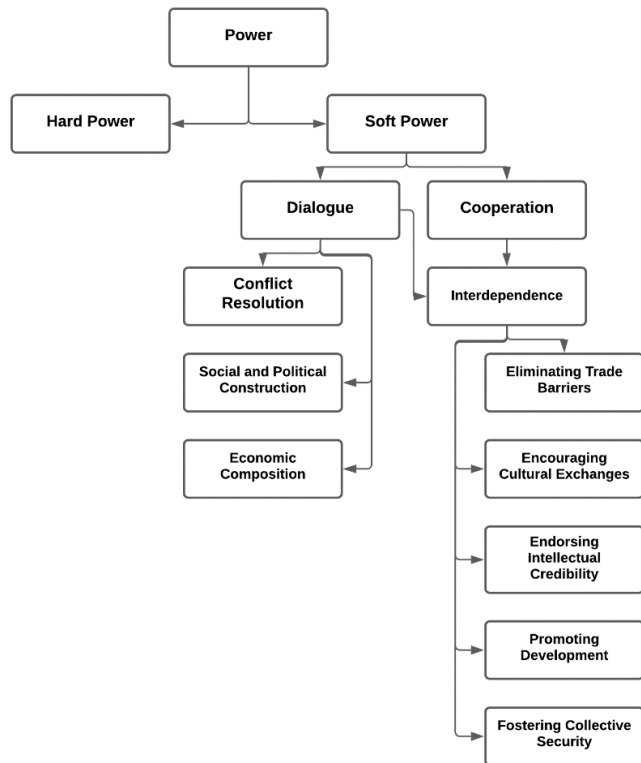 Power
Hard Power
Soft Power
Dialogue
Cooperation
Conflict
Resolution
Interdependence
Social and Political
Construction
Eliminating Trade
Barriers
Economic
Composition
Encouraging
Cultural Exchanges
Endorsing
Intellectual
Credibility
Promoting
Development
Fostering Collective
Security